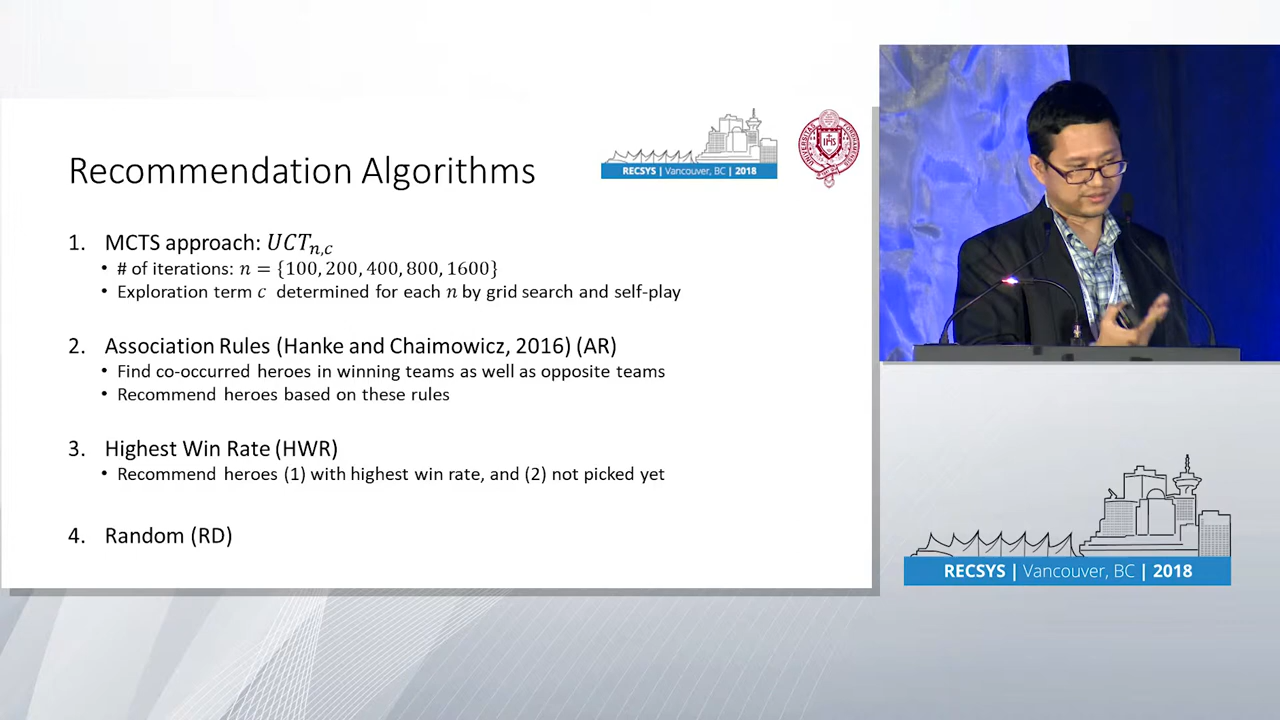 Recommendation Algorithms
RECSYS | Vancouver, BC | 2018
IHS
1. MCTS approach: UCTₙ,c
• # of iterations: n = {100, 200, 400, 800, 1600}
• Exploration term c determined for each n by grid search and self-play
2. Association Rules (Hanke and Chaimowicz, 2016) (AR)
• Find co-occurred heroes in winning teams as well as opposite teams
• Recommend heroes based on these rules
3. Highest Win Rate (HWR)
• Recommend heroes (1) with highest win rate, and (2) not picked yet
4. Random (RD)
RECSYS | Vancouver, BC | 2018